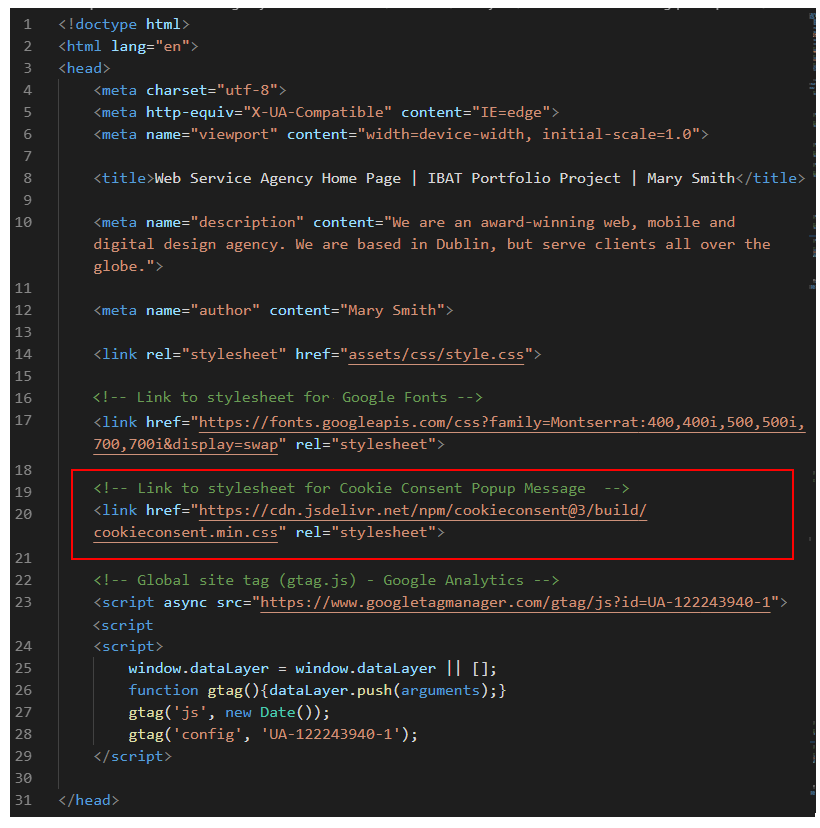 1 <!doctype html>
2 <html lang="en">
3 <head>
4 <meta charset="utf-8">
5 <meta http-equiv="X-UA-Compatible" content="IE=edge">
6 <meta name="viewport" content="width=device-width, initial-scale=1.0">
7
8 <title>Web Service Agency Home Page | IBAT Portfolio Project | Mary Smith</title>
9
10 <meta name="description" content="We are an award-winning web, mobile and
digital design agency. We are based in Dublin, but serve clients all over the
globe.">
11
12 <meta name="author" content="Mary Smith">
13
14 <link rel="stylesheet" href="assets/css/style.css">
15
16 <!-- Link to stylesheet for Google Fonts -->
17 <link href="https://fonts.googleapis.com/css?family=Montserrat:400,400i,500,500i,
700,700i&display=swap" rel="stylesheet">
18
19 <!-- Link to stylesheet for Cookie Consent Popup Message  -->
20 <link href="https://cdn.jsdelivr.net/npm/cookieconsent@3/build/
cookieconsent.min.css" rel="stylesheet">
21
22 <!-- Global site tag (gtag.js) - Google Analytics -->
23 <script async src="https://www.googletagmanager.com/gtag/js?id=UA-122243940-1">
<script
24 <script>
25 window.dataLayer = window.dataLayer || [];
26 function gtag(){dataLayer.push(arguments);}
27 gtag('js', new Date());
28 gtag('config', 'UA-122243940-1');
29 </script>
30
31 </head>